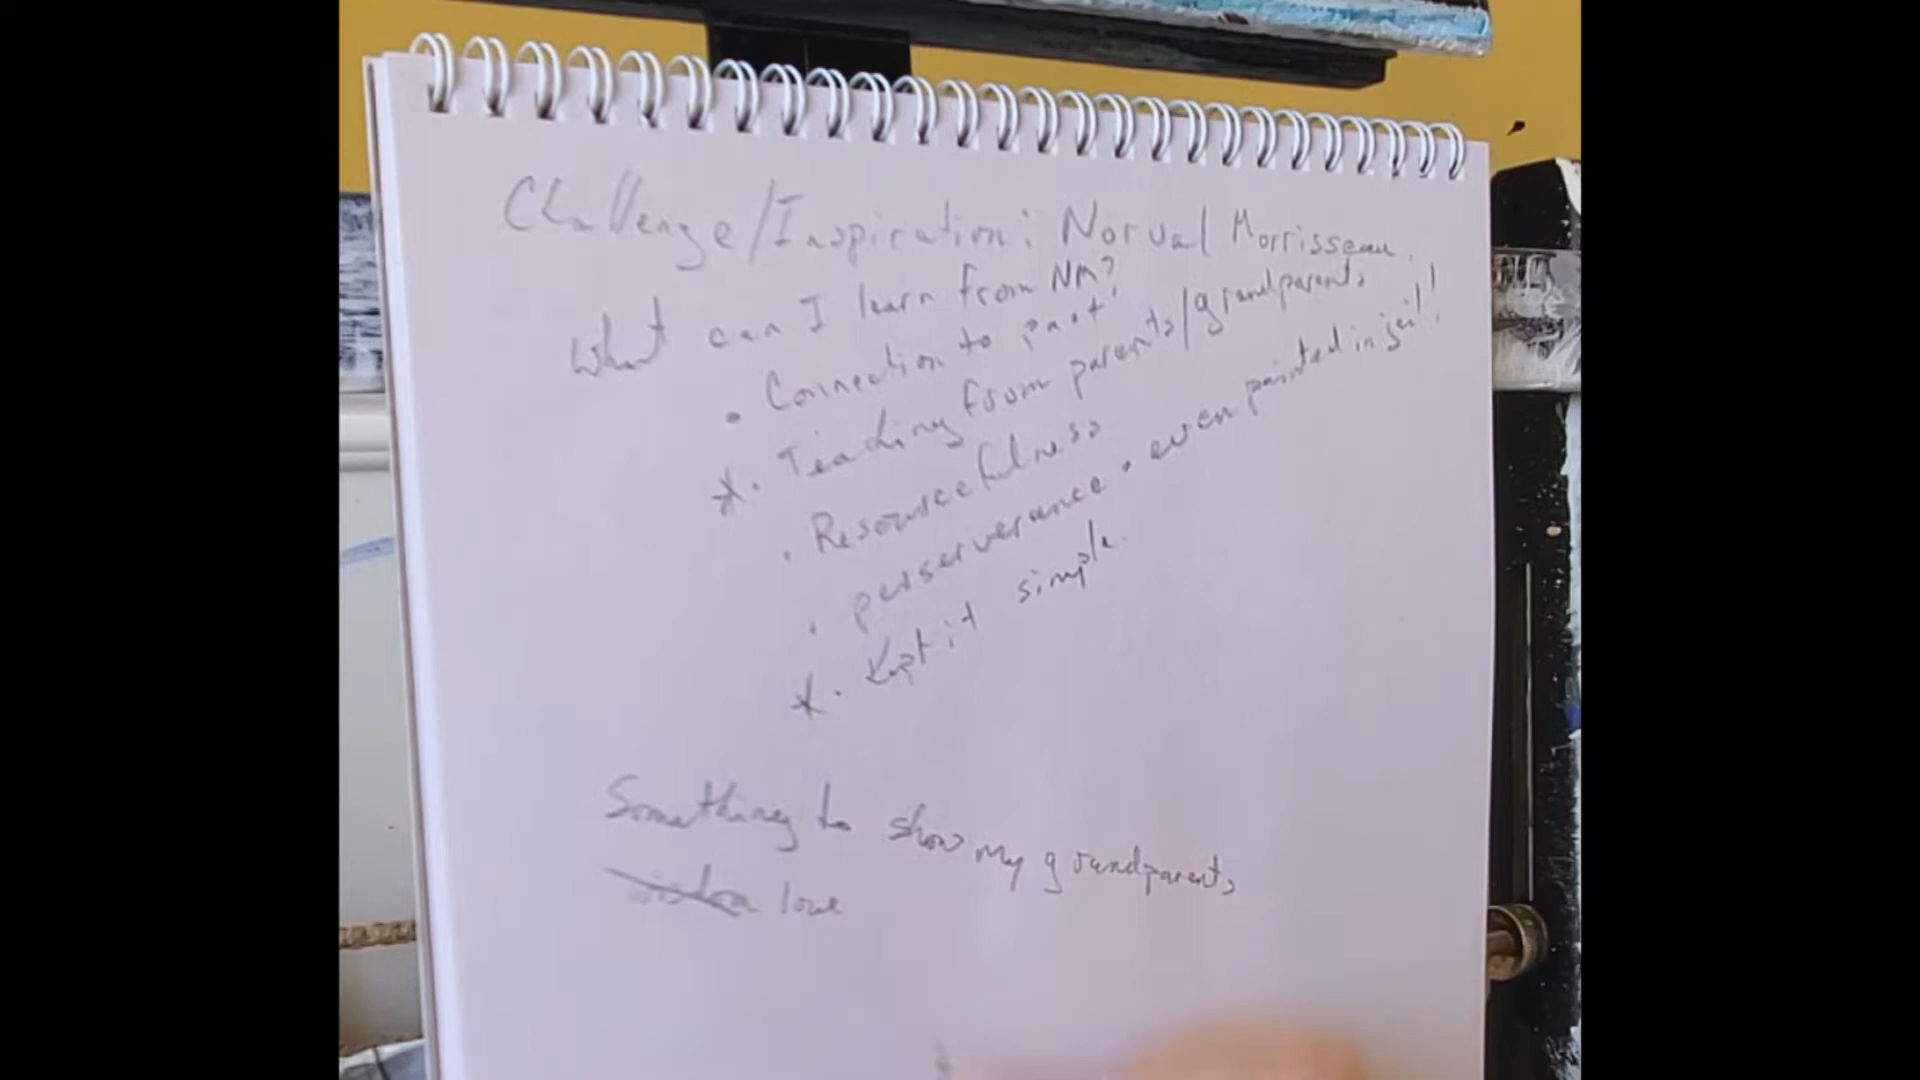 Challenge/Inspiration: Norval Morrisseau.
What can I learn from NM?
• Connection to past
* • Teaching from parents/grandparents
• Resourcefulness
• perserverance • even painted in jail!
* • Kept it simple.
Something to show my grandparents
love